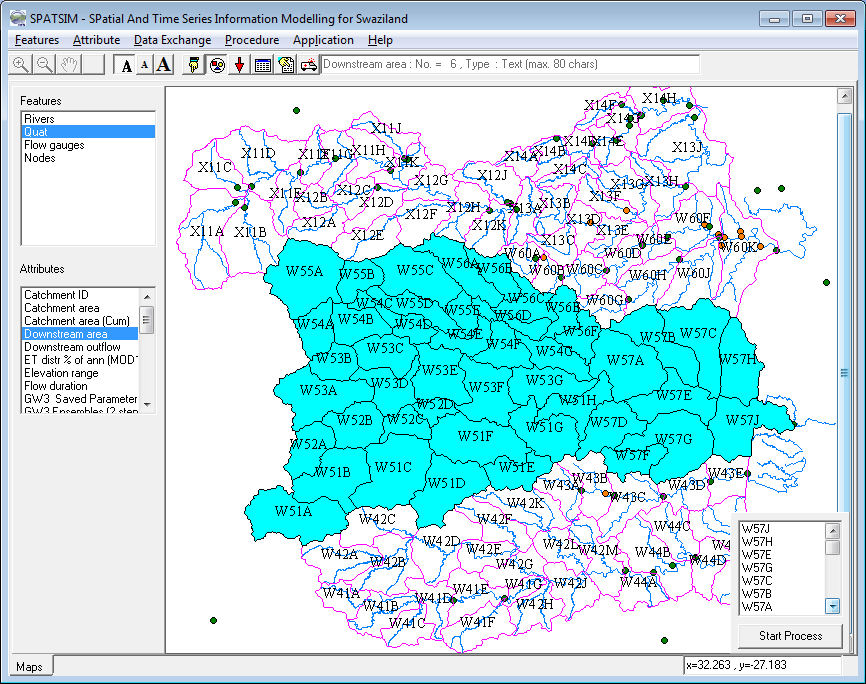 SPATSIM - SPatial And Time Series Information Modelling for Swaziland
Features Attribute Data Exchange Procedure Application Help
A A A Downstream area : No. = 6 , Type : Text (max. 80 chars)
Features
Rivers
Quat
Flow gauges
Nodes
Attributes
Catchment ID
Catchment area
Catchment area (Cum)
Downstream area
Downstream outflow
ET distr % of ann (MOD
Elevation range
Flow duration
GW3 Saved Parameter
GW3 Ensembles (2 step
X14F X14H
X11J X14G
X11D X11F X11G X11H X14D X14E X13J
X11C X11K X14A X14B
X12G X12J X14C X13G X13H
X11E X12B X12C X12D X13F
X12F X12H X13A X13B W60F
X11A X11B X12A X12K X13D X13E
X12E X13C W60E W60K
W60A W60D
W55A W55B W55C W56A W56B W60B W60C W60H W60J
W54C W55D W56C W60G
W54A W54B W54D W55E W56D W56E
W54E W56F W57B W57C
W53B W53C W54F W54G W57A W57H
W53A W53D W53E W53F W53G
W52D W51H W57E
W52B W52C W51G W57D W57J
W52A W51F W57G
W51B W51C W51E W57F
W51D W43A W43B W43D W43E
W51A W42C W42K W43C
W42F W44C
W42A W42D W42E W42L W42M W44B W44D W4
W42B W42G W44A
W41A W41D W41E W41G W42J
W41B W42H
W41C W41F
W57J
W57H
W57E
W57G
W57C
W57B
W57A
Start Process
Maps x=32.263 , y=-27.183